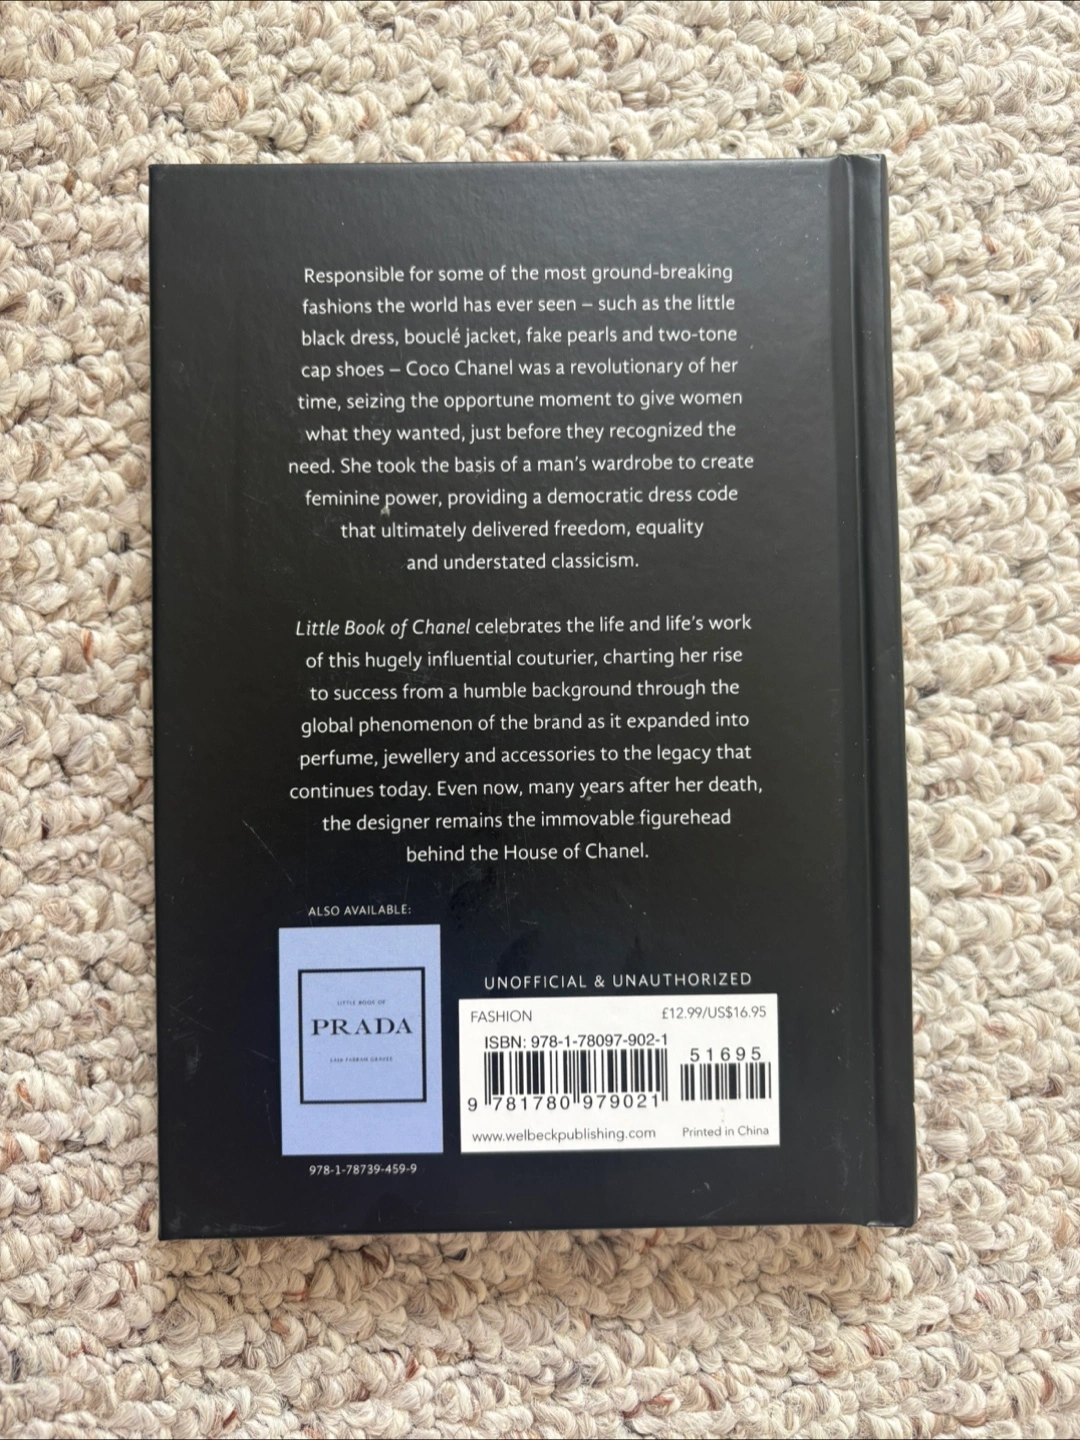 Responsible for some of the most ground-breaking
fashions the world has ever seen – such as the little
black dress, bouclé jacket, fake pearls and two-tone
cap shoes – Coco Chanel was a revolutionary of her
time, seizing the opportune moment to give women
what they wanted, just before they recognized the
need. She took the basis of a man's wardrobe to create
feminine power, providing a democratic dress code
that ultimately delivered freedom, equality
and understated classicism.
Little Book of Chanel celebrates the life and life's work
of this hugely influential couturier, charting her rise
to success from a humble background through the
global phenomenon of the brand as it expanded into
perfume, jewellery and accessories to the legacy that
continues today. Even now, many years after her death,
the designer remains the immovable figurehead
behind the House of Chanel.
ALSO AVAILABLE:
LITTLE BOOK OF
PRADA
LAIA FARRAN GRAVES
978-1-78739-459-9
UNOFFICIAL & UNAUTHORIZED
FASHION £12.99/US$16.95
ISBN: 978-1-78097-902-1
51695
9 781780 979021
www.welbeckpublishing.com Printed in China